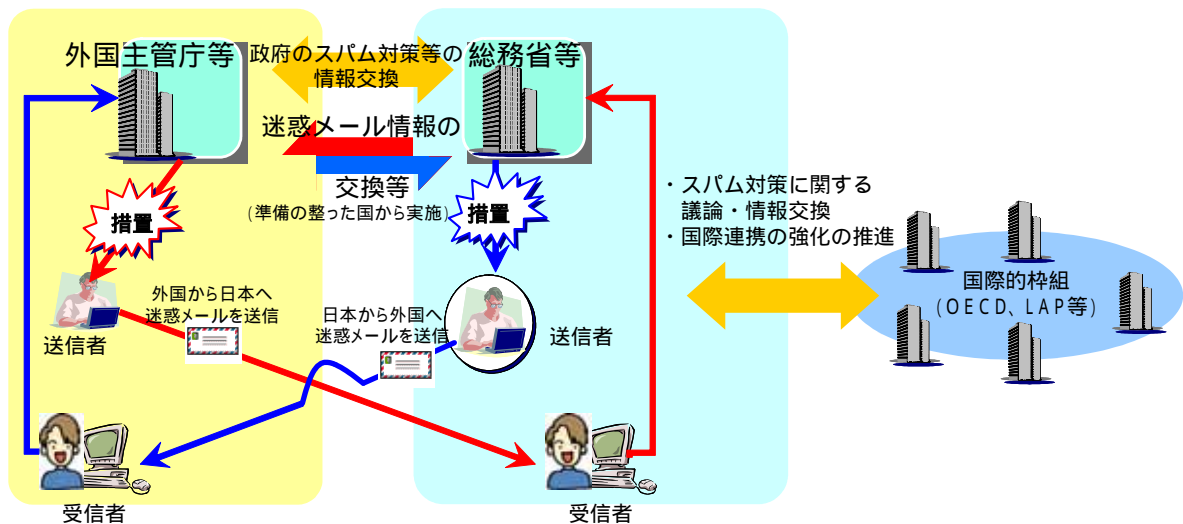 外国主管庁等
政府のスパム対策等の
情報交換
総務省等
迷惑メール情報の
交換等
(準備の整った国から実施)
措置
措置
・スパム対策に関する
議論・情報交換
・国際連携の強化の推進
国際的枠組
(OECD、LAP等)
外国から日本へ
迷惑メールを送信
日本から外国へ
迷惑メールを送信
送信者
送信者
受信者
受信者